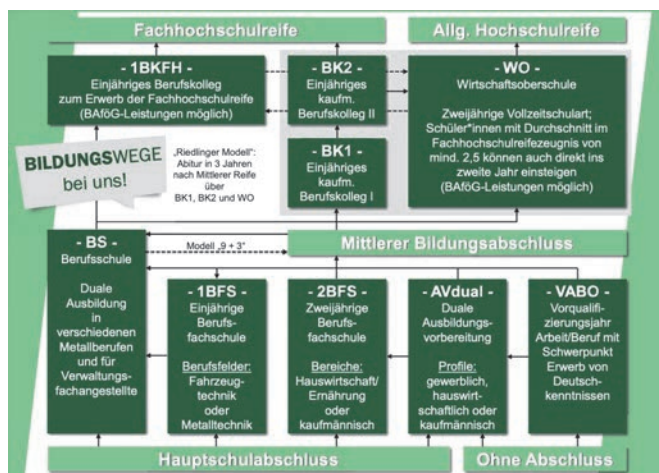 Fachhochschulreife
Allg. Hochschulreife
- 1BKFH -
Einjähriges Berufskolleg
zum Erwerb der Fachhochschulreife
(BAföG-Leistungen möglich)
- BK2 -
Einjähriges
kaufm.
Berufskolleg II
- WO -
Wirtschaftsoberschule
Zweijährige Vollzeitschulart;
Schüler*innen mit Durchschnitt im
Fachhochschulreifezeugnis von
mind. 2,5 können auch direkt ins
zweite Jahr einsteigen
(BAföG-Leistungen möglich)
BILDUNGSWEGE
bei uns!
„Riedlinger Modell":
Abitur in 3 Jahren
nach Mittlerer Reife
über
BK1, BK2 und WO
- BK1 -
Einjähriges
kaufm.
Berufskolleg I
- BS -
Berufsschule
Duale
Ausbildung
in
verschiedenen
Metallberufen
und für
Verwaltungs-
fachangestellte
Modell „9 + 3"
Mittlerer Bildungsabschluss
- 1BFS -
Einjährige
Berufs-
fachschule
Berufsfelder:
Fahrzeug-
technik
oder
Metalltechnik
- 2BFS -
Zweijährige
Berufs-
fachschule
Bereiche:
Hauswirtschaft/
Ernährung
oder
kaufmännisch
- AVdual -
Duale
Ausbildungs-
vorbereitung
Profile:
gewerblich,
hauswirt-
schaftlich oder
kaufmännisch
- VABO -
Vorqualifi-
zierungsjahr
Arbeit/Beruf mit
Schwerpunkt
Erwerb von
Deutsch-
kenntnissen
Hauptschulabschluss
Ohne Abschluss